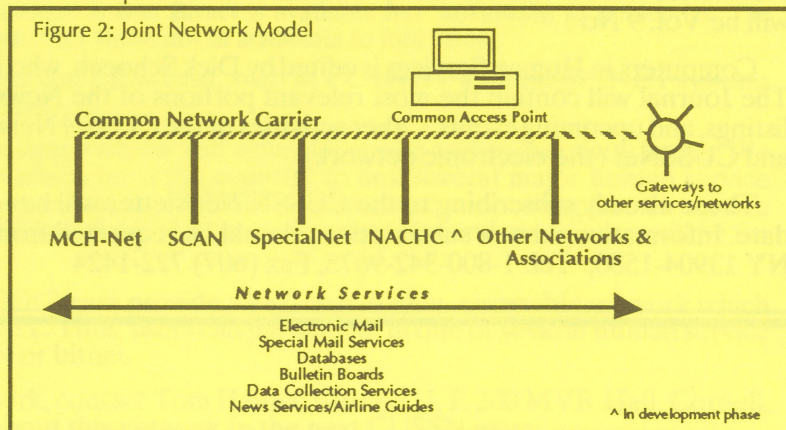 Figure 2: Joint Network Model
Common Network Carrier
Common Access Point
Gateways to
other services/networks
MCH-Net SCAN SpecialNet NACHC ^ Other Networks &
Associations
Network Services
Electronic Mail
Special Mail Services
Databases
Bulletin Boards
Data Collection Services
News Services/Airline Guides
^ In development phase